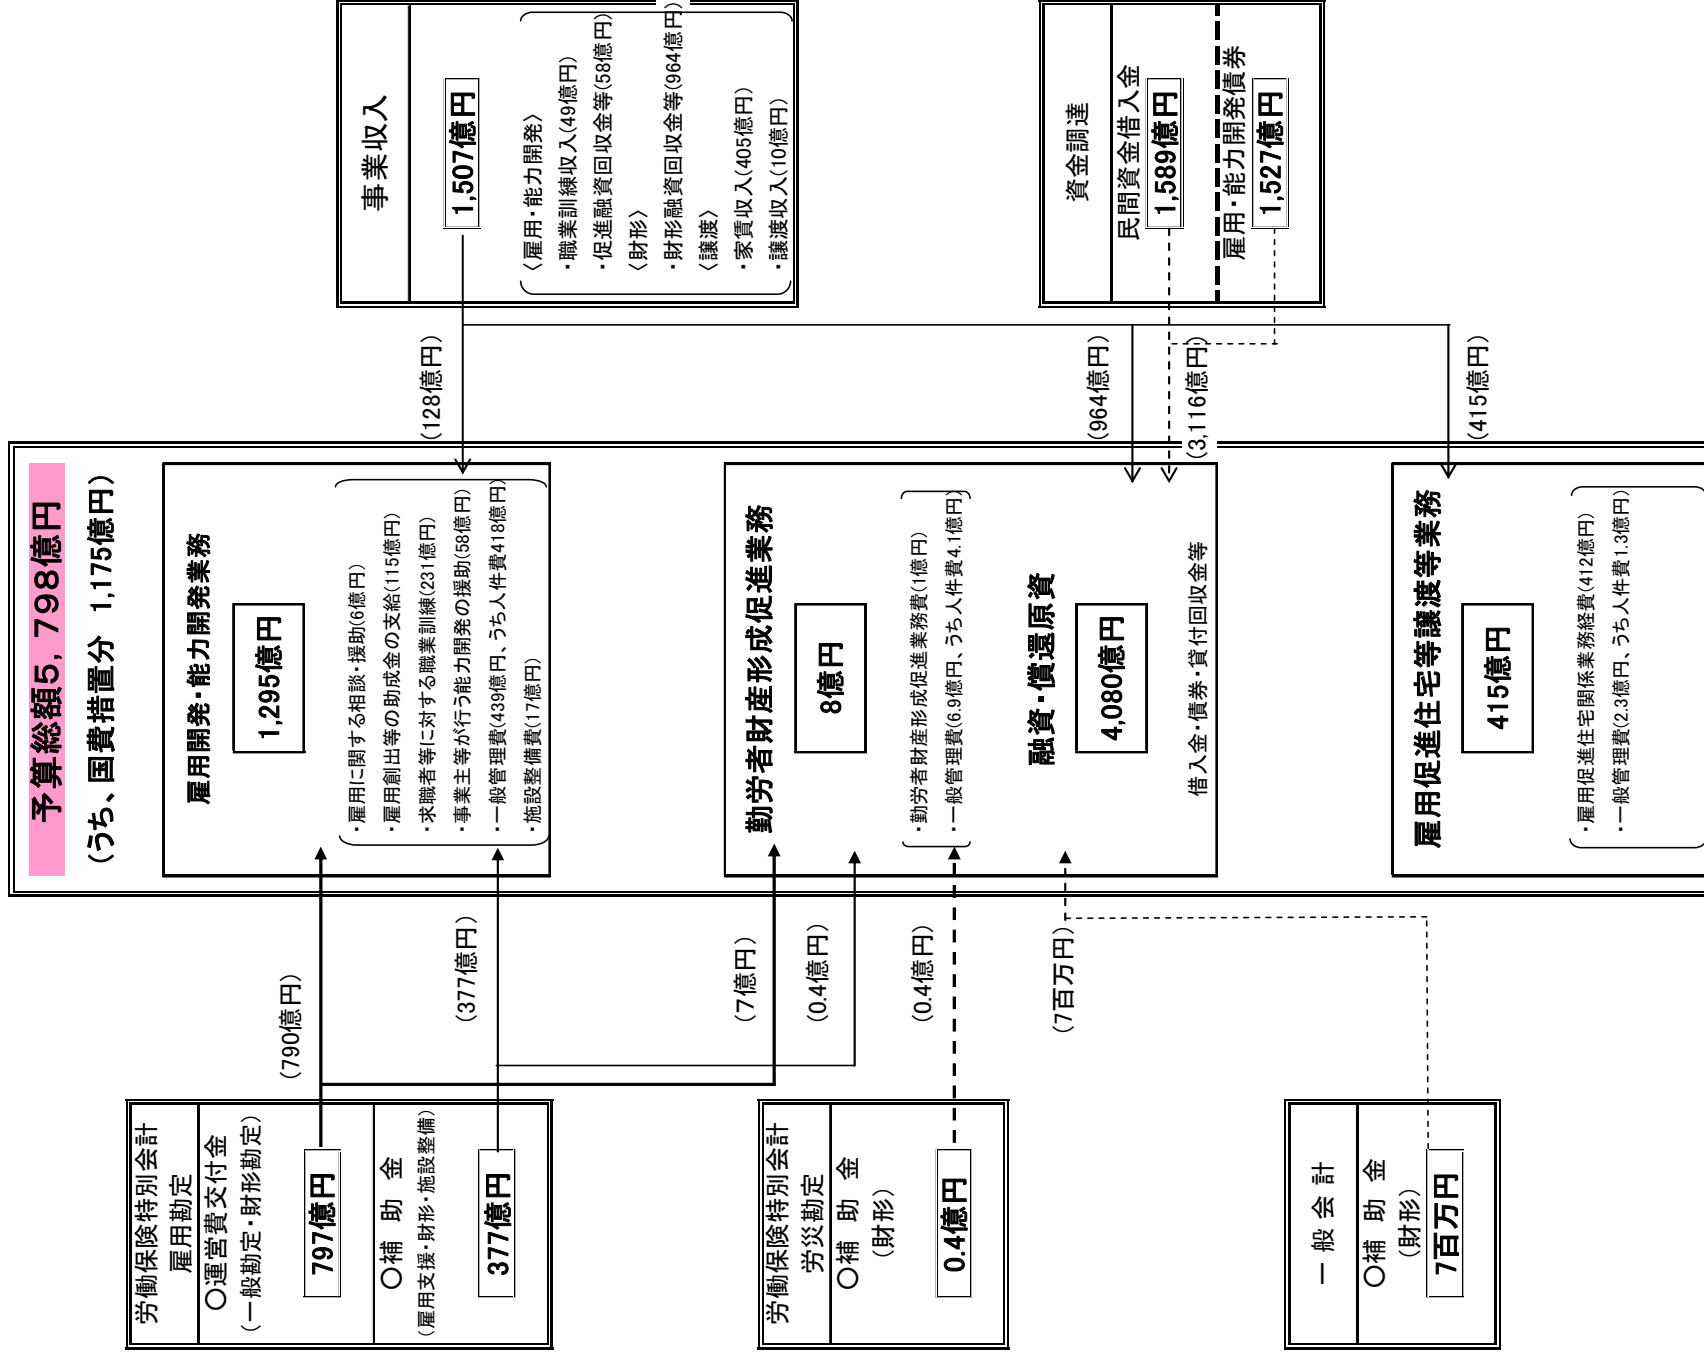 予算総額5,798億円
(うち、国費措置分 1,175億円)
労働保険特別会計
雇用勘定
○運営費交付金
(一般勘定・財形勘定)
797億円
○補助金
(雇用支援・財形・施設整備)
377億円
労働保険特別会計
労災勘定
○補助金
(財形)
0.4億円
一般会計
○補助金
(財形)
7百万円
(790億円)
(377億円)
(7億円)
(0.4億円)
(0.4億円)
(7百万円)
雇用開発・能力開発業務
1,295億円
・雇用に関する相談・援助(6億円)
・雇用創出等の助成金の支給(115億円)
・求職者等に対する職業訓練(231億円)
・事業主等が行う能力開発の援助(58億円)
・一般管理費(439億円、うち人件費418億円)
・施設整備費(17億円)
勤労者財産形成促進業務
8億円
・勤労者財産形成促進業務費(1億円)
・一般管理費(6.9億円、うち人件費4.1億円)
融資・償還原資
4,080億円
借入金・債券・貸付回収金等
雇用促進住宅等譲渡等業務
415億円
・雇用促進住宅関係業務経費(412億円)
・一般管理費(2.3億円、うち人件費1.3億円)
(128億円)
(964億円)
(3,116億円)
(415億円)
事業収入
1,507億円
〈雇用・能力開発〉
・職業訓練収入(49億円)
・促進融資回収金等(58億円)
〈財形〉
・財形融資回収金等(964億円)
〈譲渡〉
・家賃収入(405億円)
・譲渡収入(10億円)
資金調達
民間資金借入金
1,589億円
雇用・能力開発債券
1,527億円